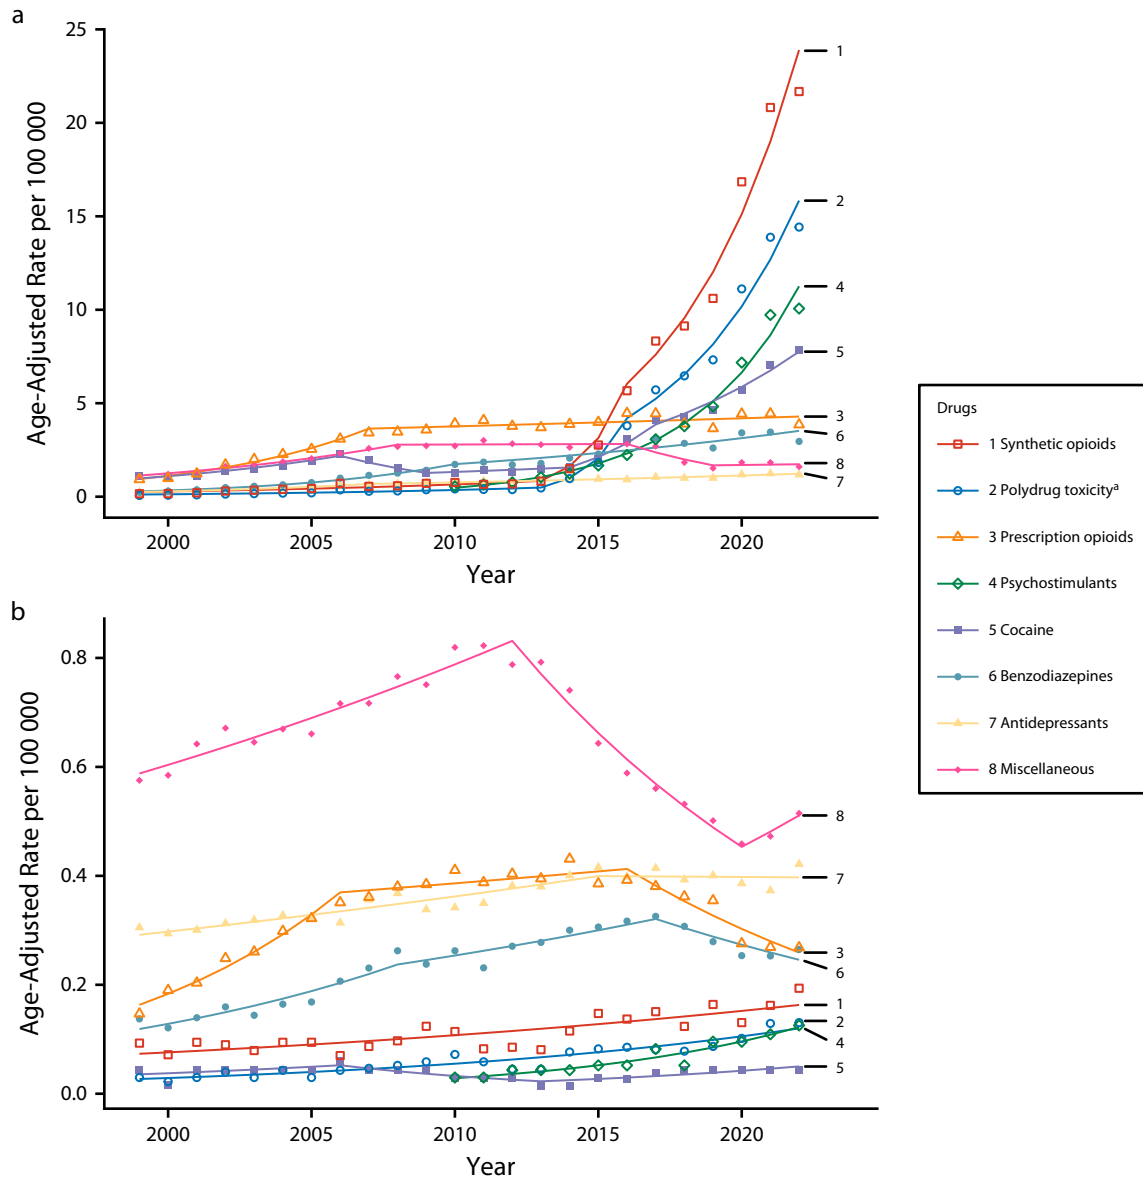 a
Age-Adjusted Rate per 100 000
25
20
15
10
5
0
2000
2005
2010
2015
2020
Year
1
2
4
5
3
6
8
7
b
Age-Adjusted Rate per 100 000
0.8
0.6
0.4
0.2
0.0
2000
2005
2010
2015
2020
Year
8
7
3
6
1
2
4
5
Drugs
1 Synthetic opioids
2 Polydrug toxicityᵃ
3 Prescription opioids
4 Psychostimulants
5 Cocaine
6 Benzodiazepines
7 Antidepressants
8 Miscellaneous